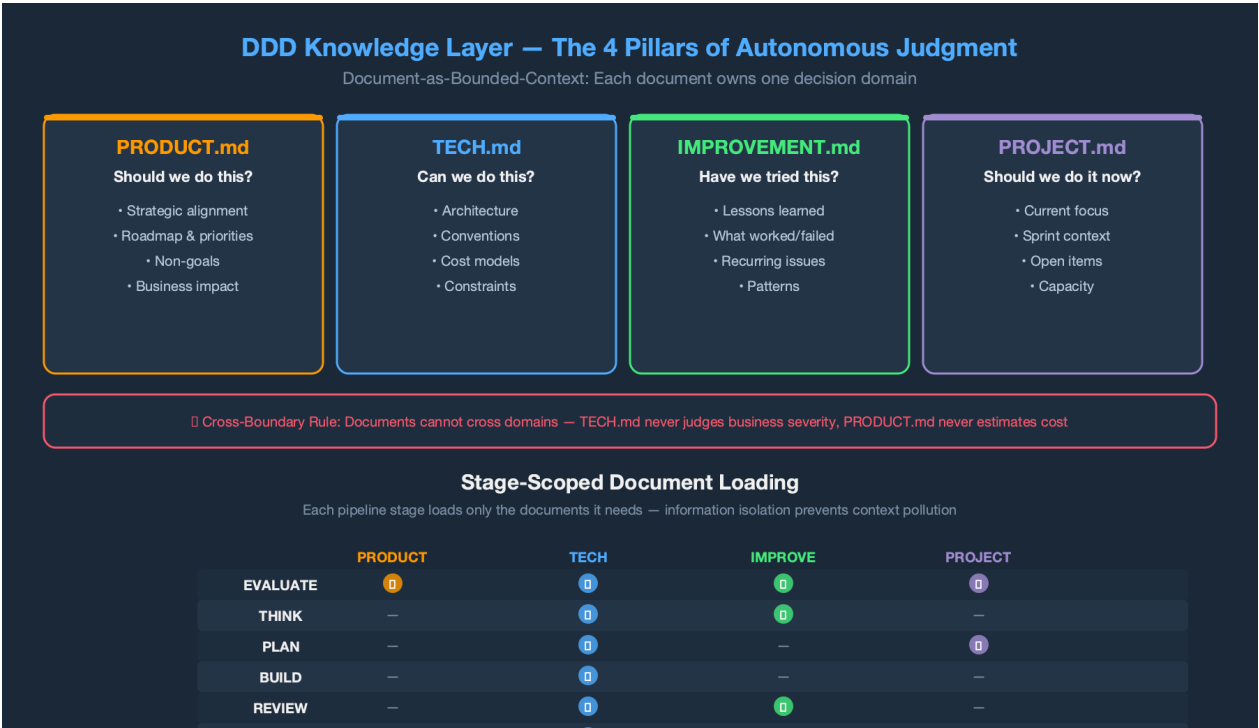 DDD Knowledge Layer — The 4 Pillars of Autonomous Judgment
Document-as-Bounded-Context: Each document owns one decision domain
PRODUCT.md
Should we do this?
• Strategic alignment
• Roadmap & priorities
• Non-goals
• Business impact
TECH.md
Can we do this?
• Architecture
• Conventions
• Cost models
• Constraints
IMPROVEMENT.md
Have we tried this?
• Lessons learned
• What worked/failed
• Recurring issues
• Patterns
PROJECT.md
Should we do it now?
• Current focus
• Sprint context
• Open items
• Capacity
Cross-Boundary Rule: Documents cannot cross domains — TECH.md never judges business severity, PRODUCT.md never estimates cost
Stage-Scoped Document Loading
Each pipeline stage loads only the documents it needs — information isolation prevents context pollution
PRODUCT TECH IMPROVE PROJECT
EVALUATE
THINK — —
PLAN — —
BUILD — — —
REVIEW — —